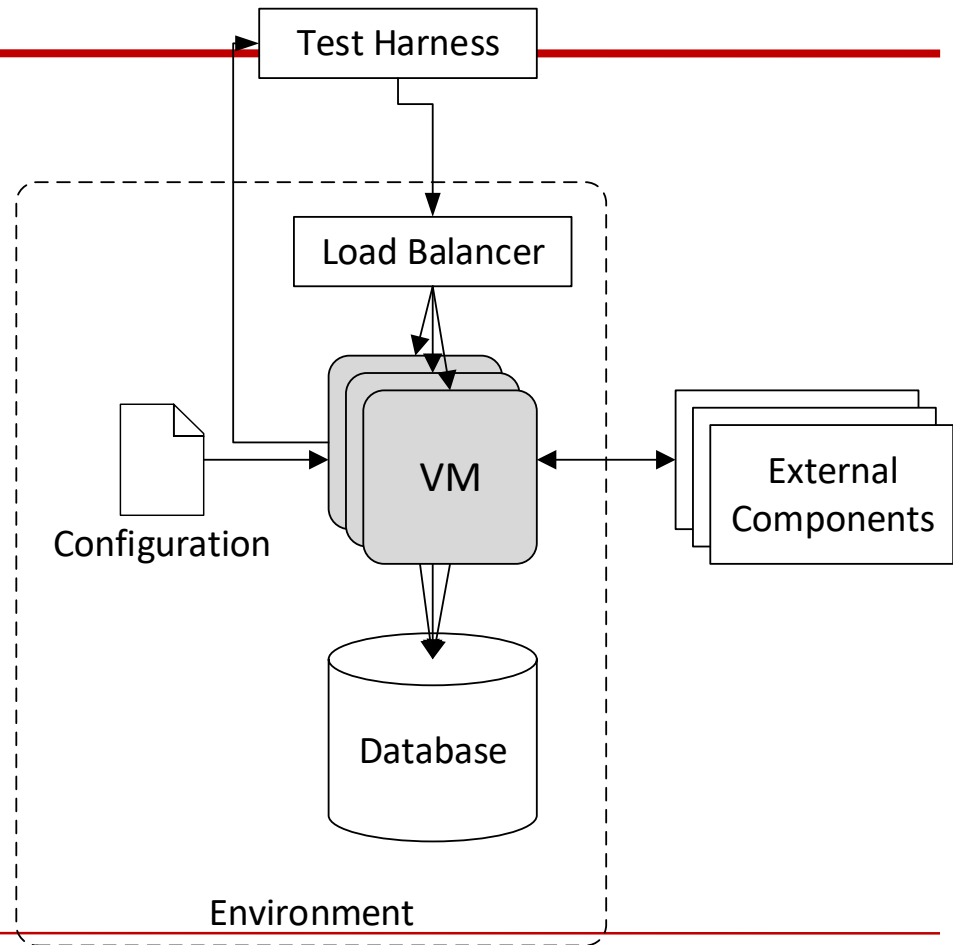 Test Harness
Load Balancer
VM
External
Components
Configuration
Database
Environment